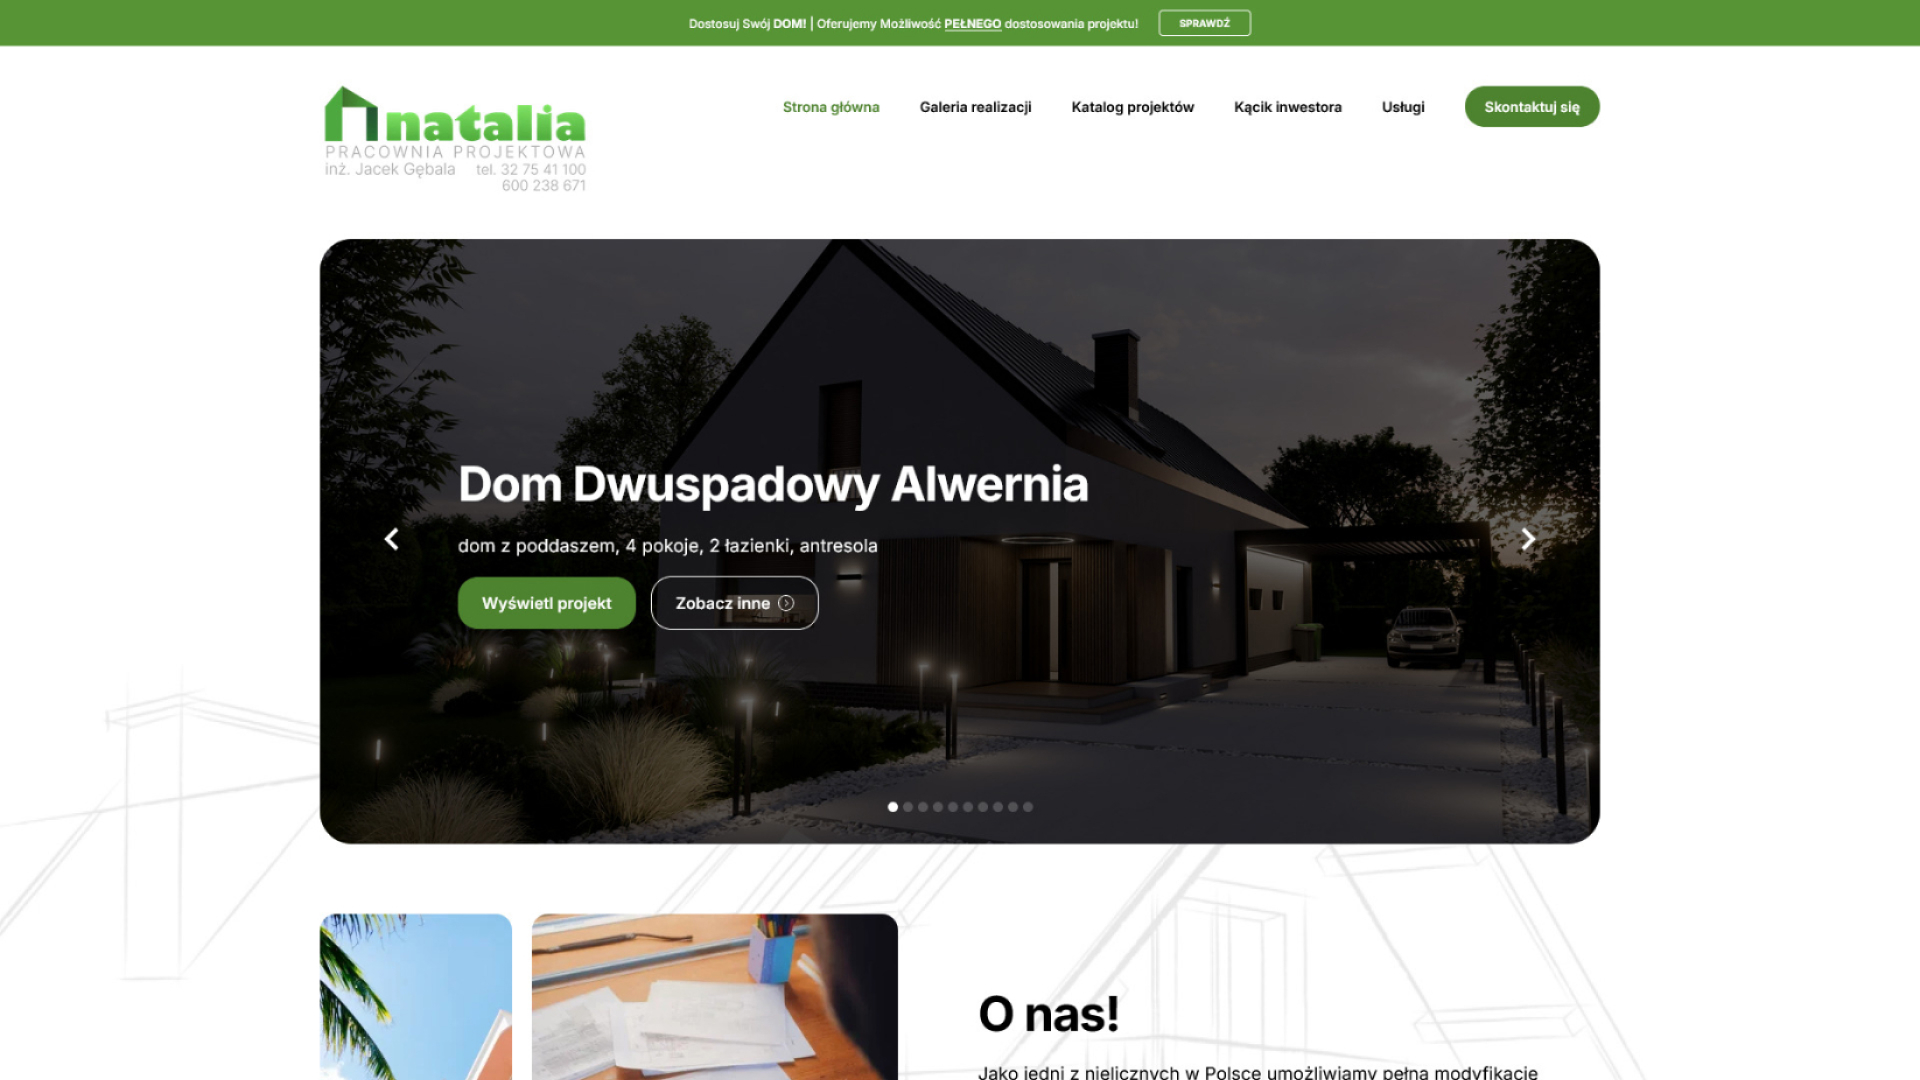 Dostosuj Swój DOM! | Oferujemy Możliwość PEŁNEGO dostosowania projektu! SPRAWDŹ
natalia
PRACOWNIA PROJEKTOWA
inż. Jacek Gębala tel. 32 75 41 100
600 238 671
Strona główna Galeria realizacji Katalog projektów Kącik inwestora Usługi Skontaktuj się
Dom Dwuspadowy Alwernia
dom z poddaszem, 4 pokoje, 2 łazienki, antresola
Wyświetl projekt Zobacz inne
O nas!
Jako jedni z nielicznych w Polsce umożliwiamy pełną modyfikację